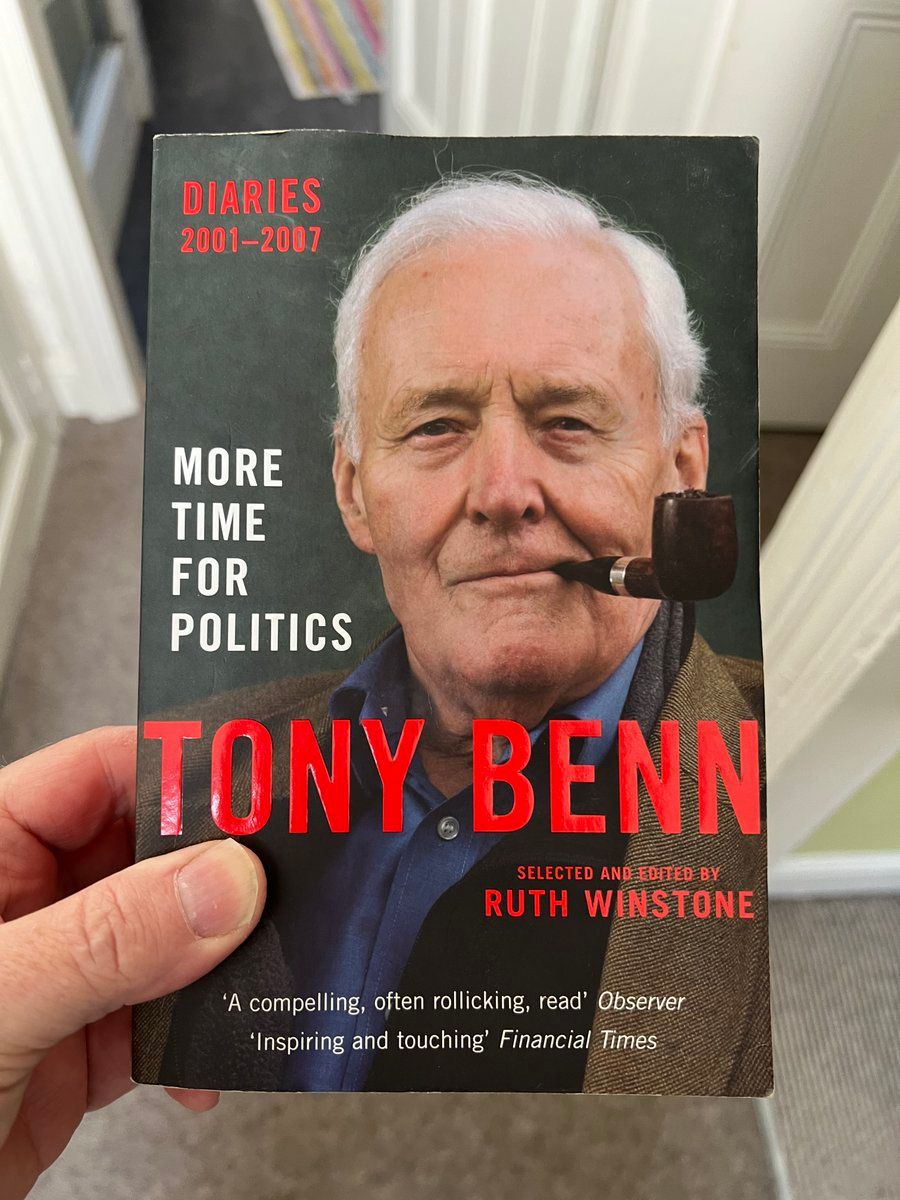 DIARIES
2001–2007
MORE
TIME
FOR
POLITICS
TONY BENN
SELECTED AND EDITED BY
RUTH WINSTONE
‘A compelling, often rollicking, read’ Observer
‘Inspiring and touching’ Financial Times